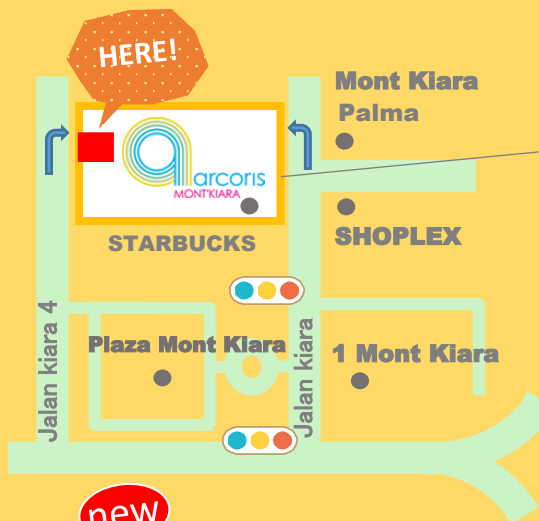 HERE!
Mont Kiara
Palma
arcoris
MONT'KIARA
STARBUCKS
SHOPLEX
Jalan kiara 4
Plaza Mont Kiara
Jalan kiara
1 Mont Kiara
new